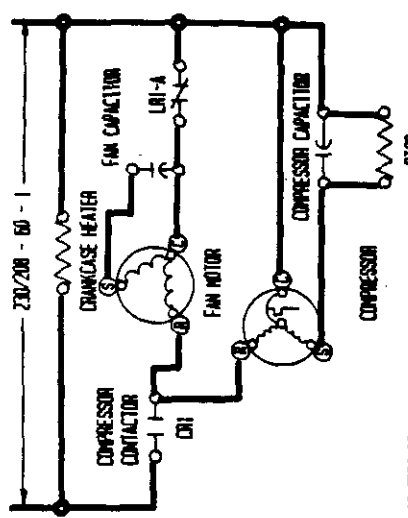 230/208 - 60 - 1
CRANKCASE HEATER
FAN CAPACITOR
LR1-A
S
C
R
FAN MOTOR
COMPRESSOR
CONTACTOR
CR1
COMPRESSOR CAPACITOR
R
C
S
COMPRESSOR